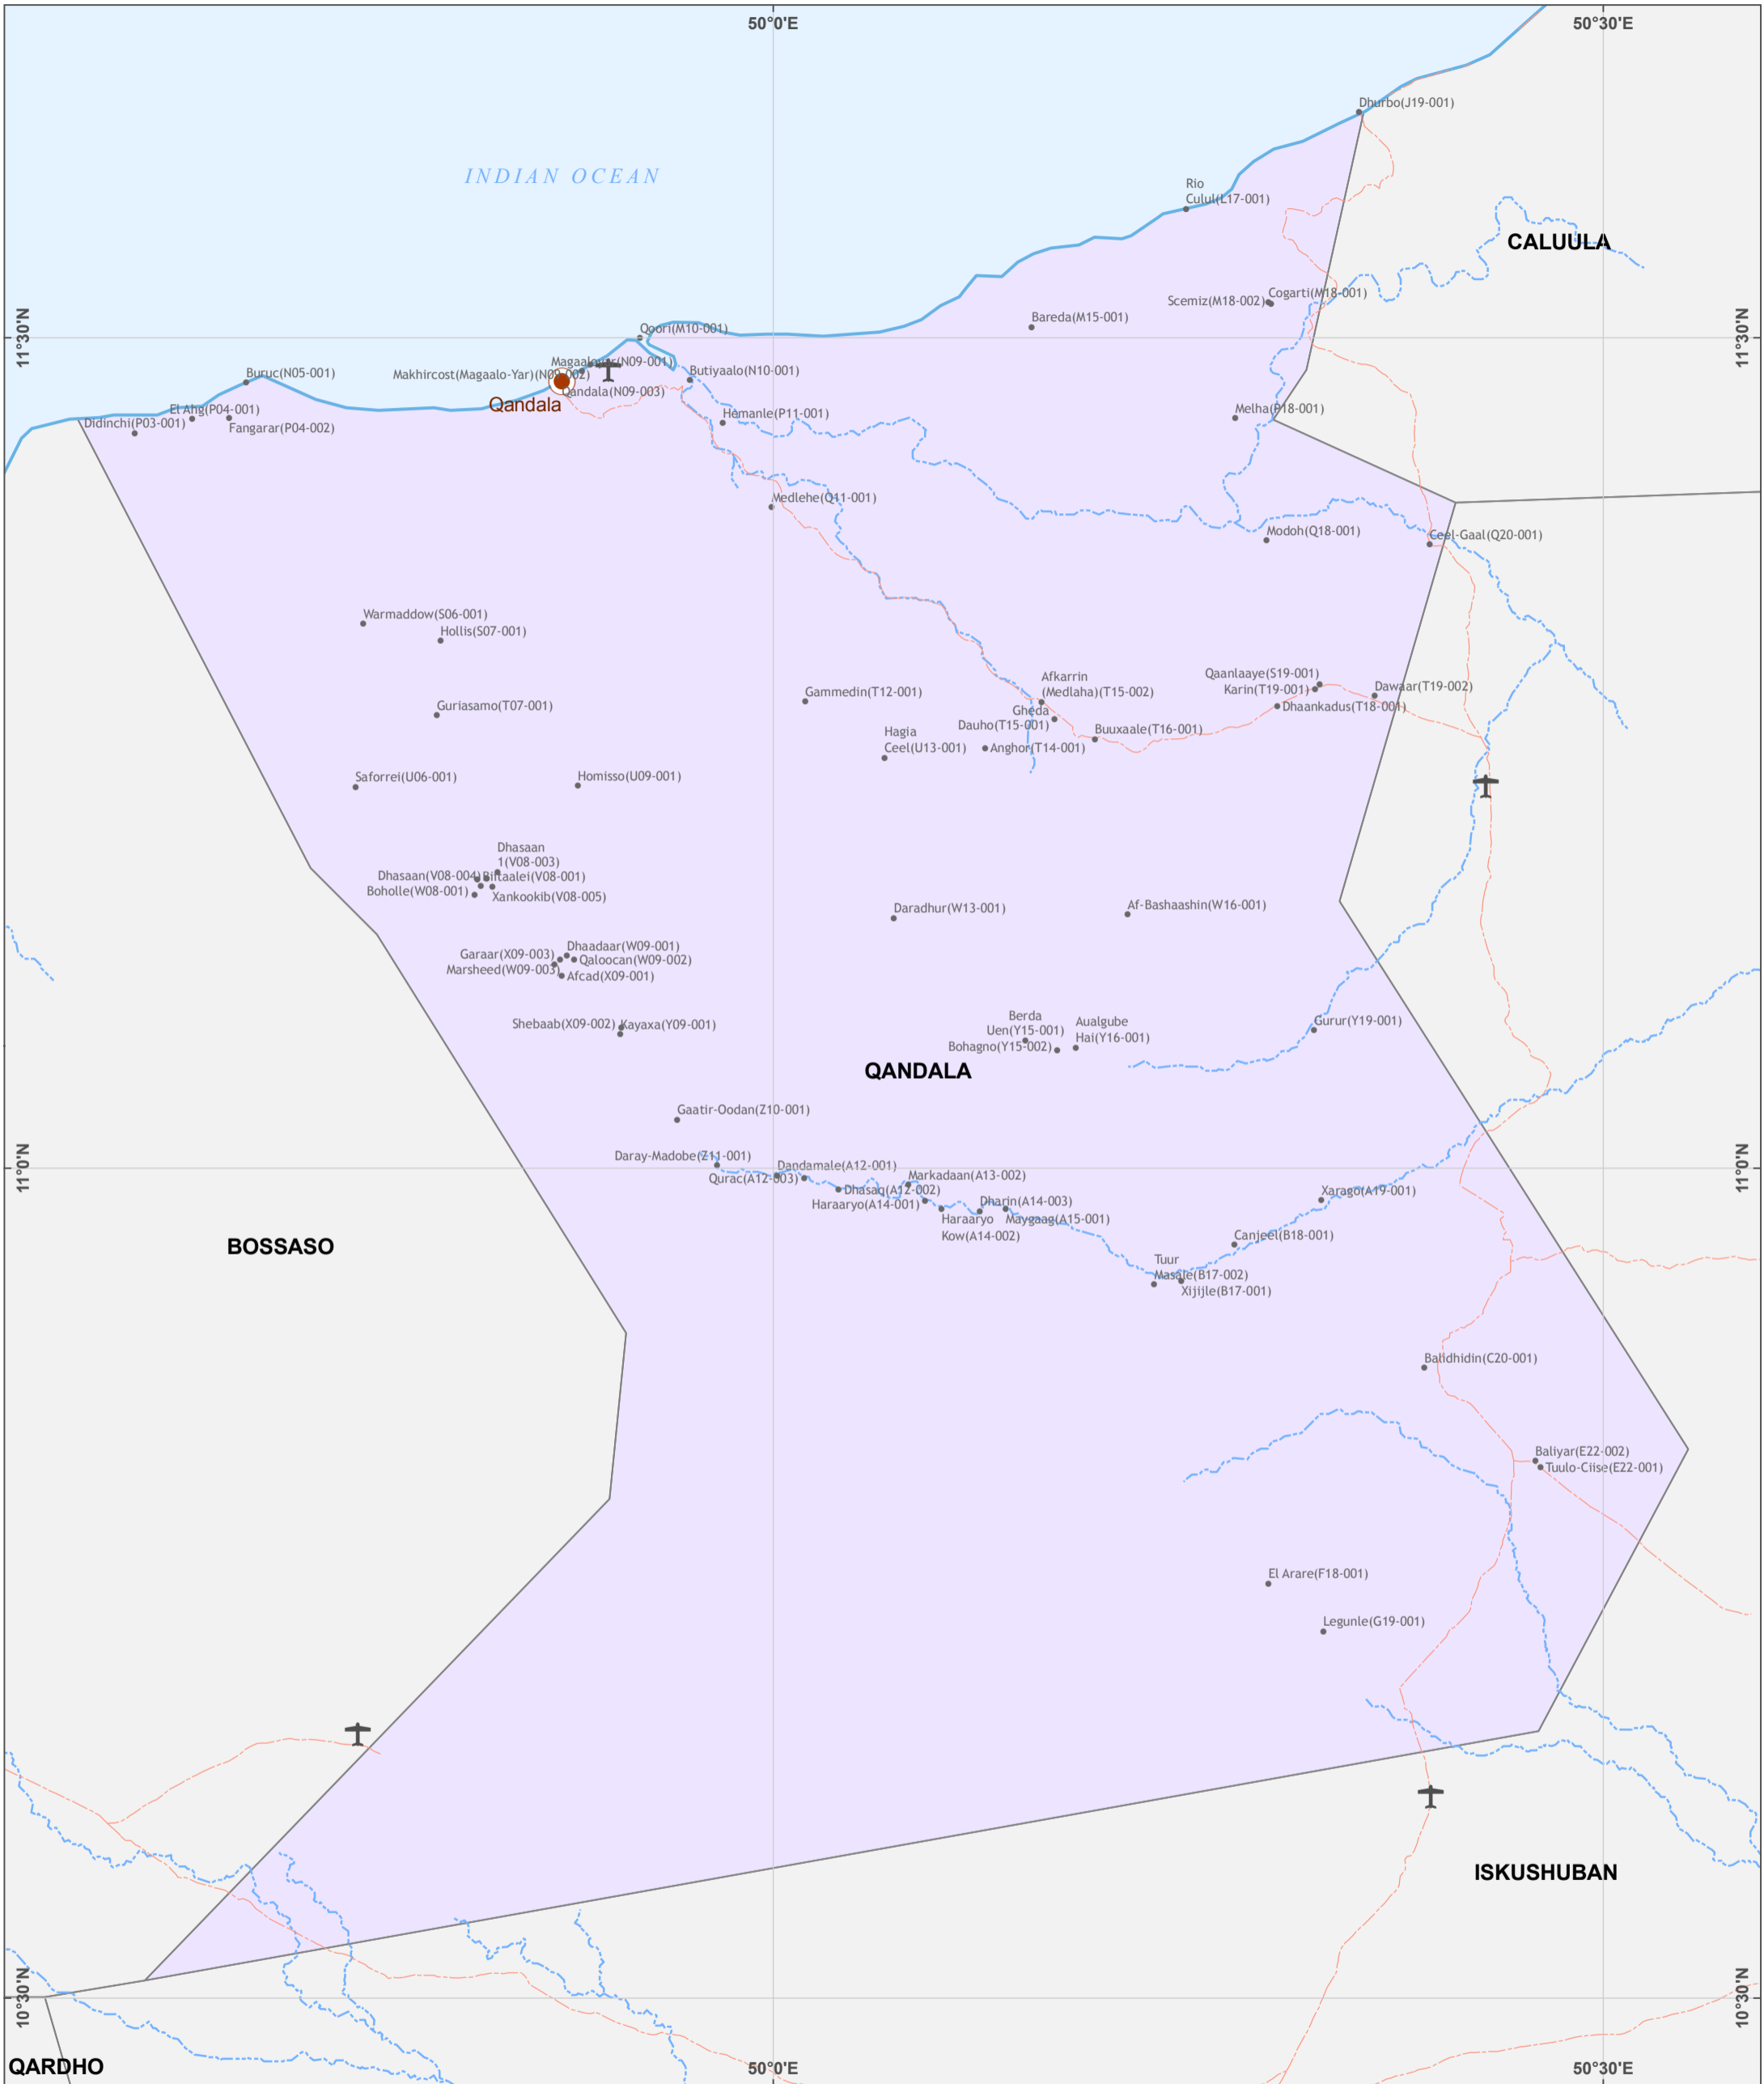 50°0'E
50°30'E
Dhurbo(J19-001)
INDIAN OCEAN
Rio
Culul(L17-001)
CALUULA
Cogarti(M18-001)
Scemiz(M18-002)
Bareda(M15-001)
11°30'N
11°30'N
Qoori(M10-001)
Magaaloyar(N09-001)
Makhircost(Magaalo-Yar)(N09-002)
Butiyaalo(N10-001)
Buruc(N05-001)
Qandala(N09-003)
Qandala
El Ahg(P04-001)
Didinchi(P03-001)
Fangarar(P04-002)
Hemanle(P11-001)
Melha(P18-001)
Medlehe(Q11-001)
Modoh(Q18-001)
Ceel-Gaal(Q20-001)
Warmaddow(S06-001)
Hollis(S07-001)
Afkarrin
(Medlaha)(T15-002)
Qaanlaaye(S19-001)
Karin(T19-001)
Dawaar(T19-002)
Gammedin(T12-001)
Dhaankadus(T18-001)
Guriasamo(T07-001)
Gheda
Dauho(T15-001)
Buuxaale(T16-001)
Hagia
Ceel(U13-001)
Anghor(T14-001)
Saforrei(U06-001)
Homisso(U09-001)
Dhasaan
1(V08-003)
Dhasaan(V08-004)
Biftaalei(V08-001)
Boholle(W08-001)
Xankookib(V08-005)
Daradhur(W13-001)
Af-Bashaashin(W16-001)
Dhaadaar(W09-001)
Garaar(X09-003)
Qaloocan(W09-002)
Marsheed(W09-003)
Afcad(X09-001)
Shebaab(X09-002)
Kayaxa(Y09-001)
Berda
Uen(Y15-001)
Aualgube
Hai(Y16-001)
Bohagno(Y15-002)
Gurur(Y19-001)
QANDALA
Gaatir-Oodan(Z10-001)
Daray-Madobe(Z11-001)
11°0'N
11°0'N
Dandamale(A12-001)
Qurac(A12-003)
Markadaan(A13-002)
Dhasaq(A12-002)
Haraaryo(A14-001)
Dharin(A14-003)
Xarago(A19-001)
Haraaryo
Kow(A14-002)
Maygaag(A15-001)
Canjeel(B18-001)
BOSSASO
Tuur
Masale(B17-002)
Xijijle(B17-001)
Balidhidin(C20-001)
Baliyar(E22-002)
Tuulo-Ciise(E22-001)
El Arare(F18-001)
Legunle(G19-001)
ISKUSHUBAN
10°30'N
10°30'N
QARDHO
50°0'E
50°30'E